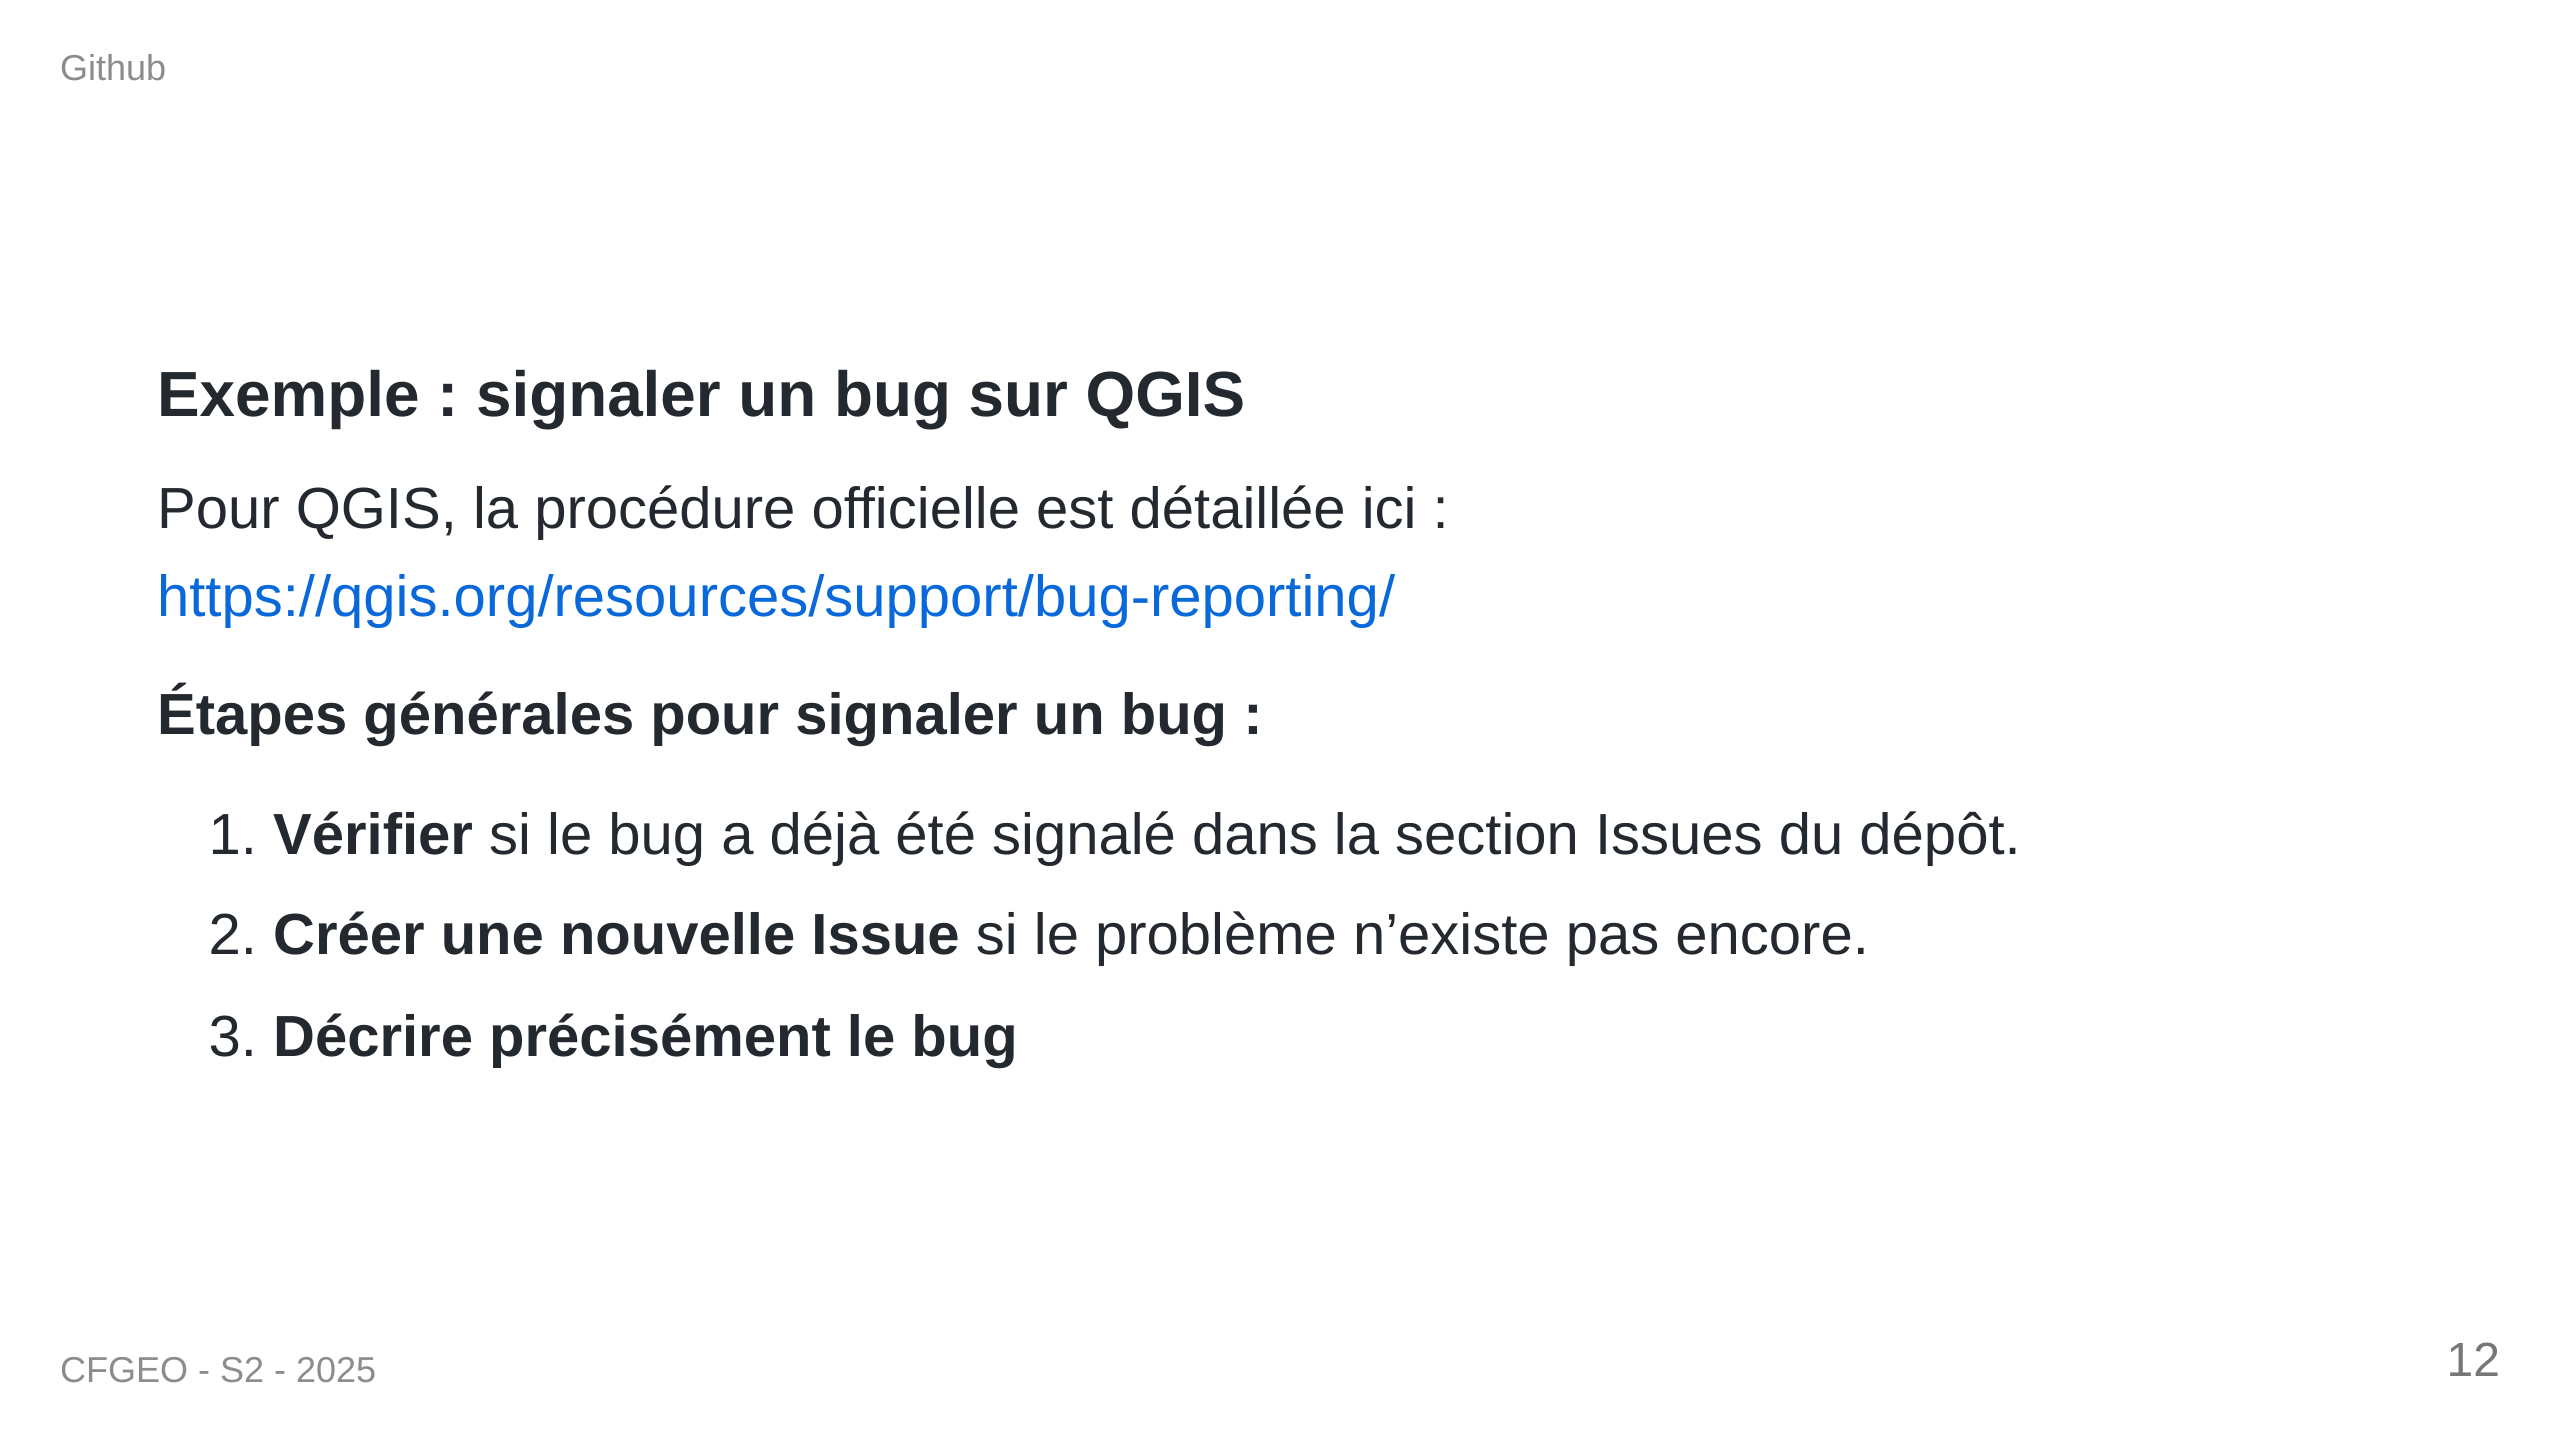 Github
Exemple : signaler un bug sur QGIS
Pour QGIS, la procédure officielle est détaillée ici :
https://qgis.org/resources/support/bug-reporting/
Étapes générales pour signaler un bug :
1. Vérifier si le bug a déjà été signalé dans la section Issues du dépôt.
2. Créer une nouvelle Issue si le problème n’existe pas encore.
3. Décrire précisément le bug
CFGEO - S2 - 2025
12